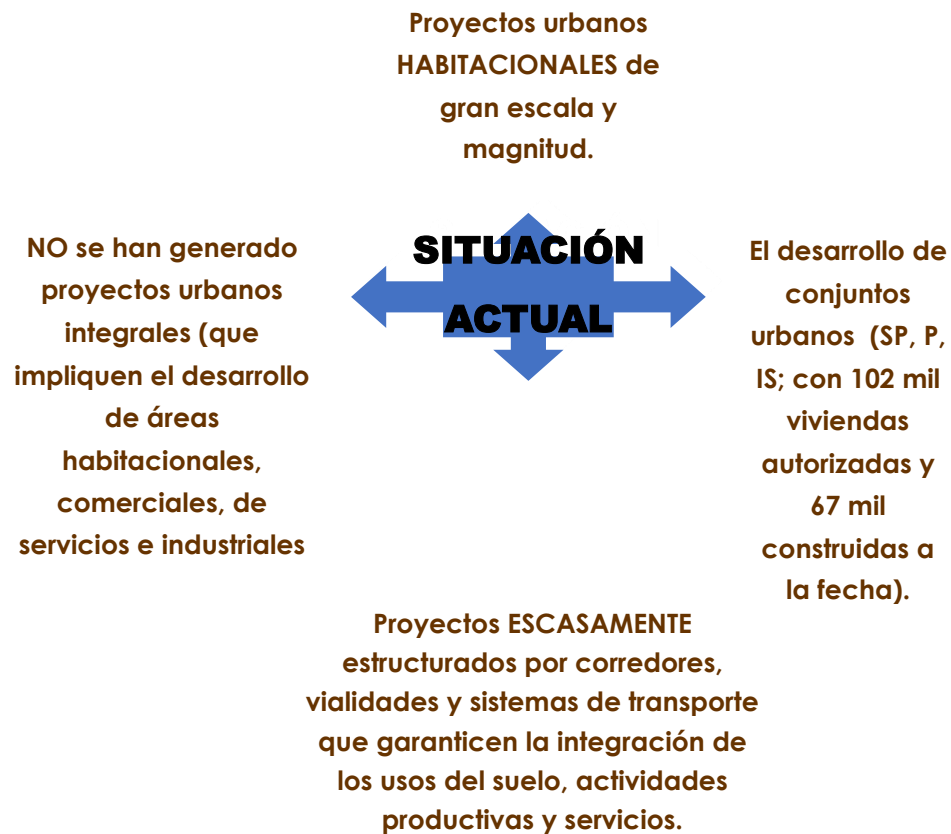 Proyectos urbanos
HABITACIONALES de
gran escala y
magnitud.
SITUACIÓN
ACTUAL
NO se han generado
proyectos urbanos
integrales (que
impliquen el desarrollo
de áreas
habitacionales,
comerciales, de
servicios e industriales
El desarrollo de
conjuntos
urbanos (SP, P,
IS; con 102 mil
viviendas
autorizadas y
67 mil
construidas a
la fecha).
Proyectos ESCASAMENTE
estructurados por corredores,
vialidades y sistemas de transporte
que garanticen la integración de
los usos del suelo, actividades
productivas y servicios.